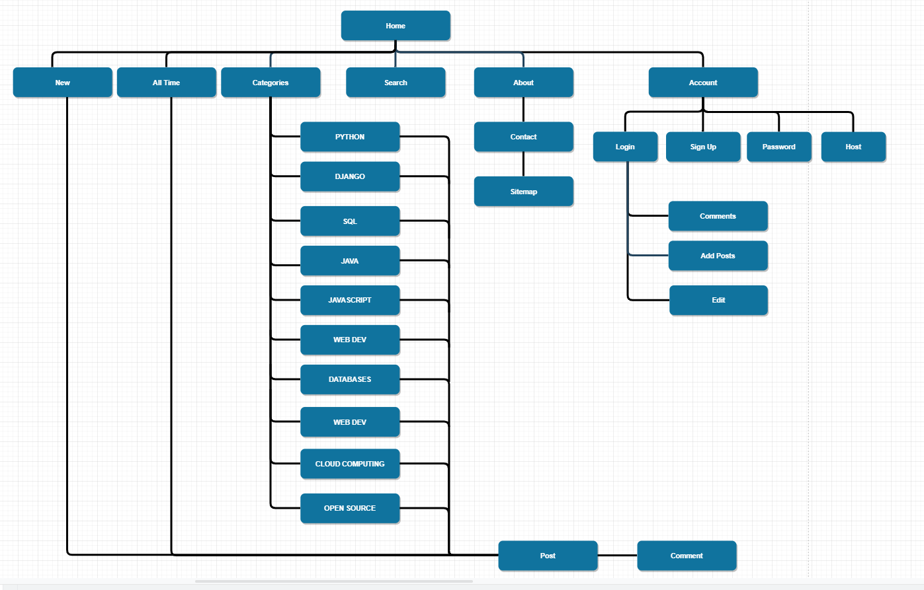 Home
New
All Time
Categories
Search
About
Account
PYTHON
Contact
Login
Sign Up
Password
Host
DJANGO
Sitemap
SQL
Comments
JAVA
Add Posts
JAVASCRIPT
Edit
WEB DEV
DATABASES
WEB DEV
CLOUD COMPUTING
OPEN SOURCE
Post
Comment